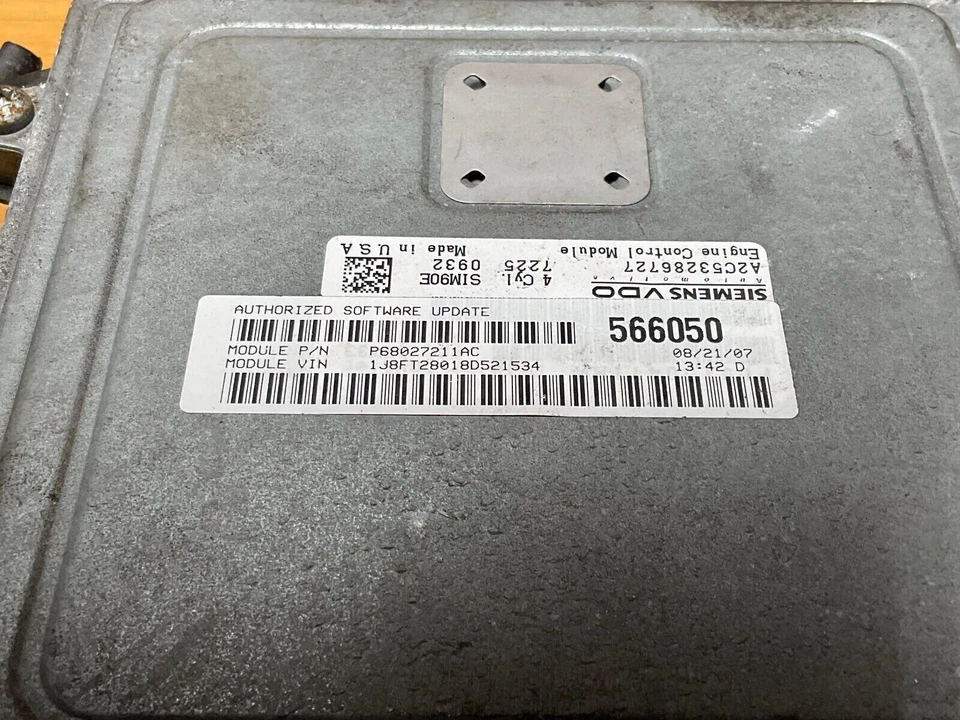 SIEMENS VDO
Automotive
A2C53286727
Engine Control Module
4 Cyl. SIM90E
7225 0932
Made in U S A
AUTHORIZED SOFTWARE UPDATE
566050
MODULE P/N P68027211AC 08/21/07
MODULE VIN 1J8FT28018D521534 13:42 D